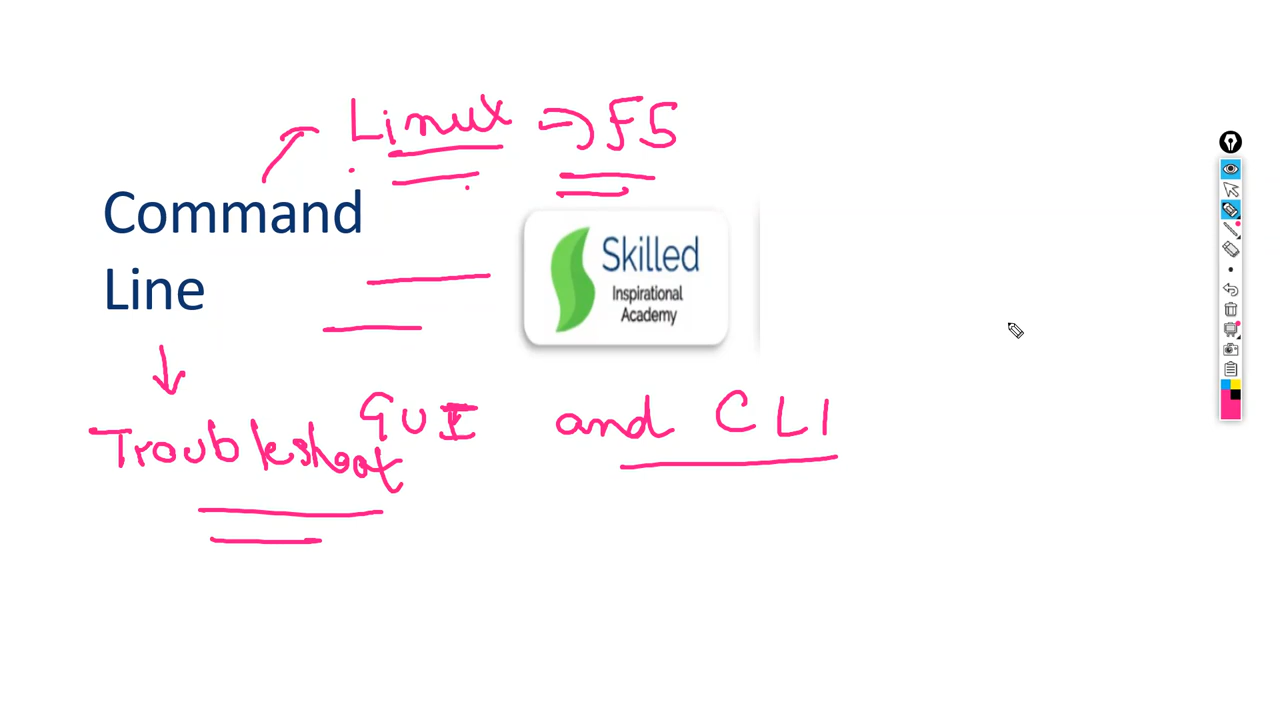 Linux => F5
Command
Line
Skilled
Inspirational
Academy
GUI and CLI
Troubleshoot